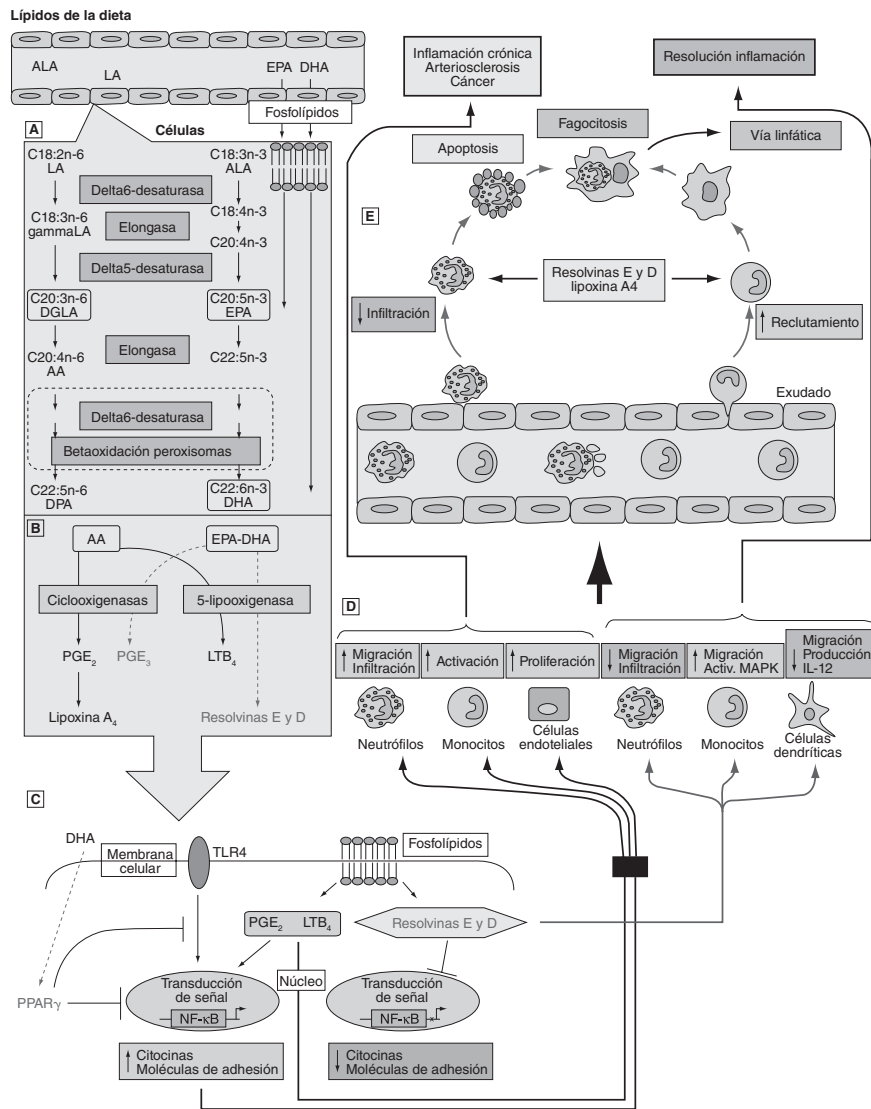 Lípidos de la dieta
ALA
LA
EPA
DHA
Fosfolípidos
A
Células
C18:2n-6
LA
C18:3n-3
ALA
Delta6-desaturasa
C18:3n-6
gammaLA
C18:4n-3
Elongasa
C20:4n-3
Delta5-desaturasa
C20:3n-6
DGLA
C20:5n-3
EPA
C20:4n-6
AA
Elongasa
C22:5n-3
Delta6-desaturasa
Betaoxidación peroxisomas
C22:5n-6
DPA
C22:6n-3
DHA
B
AA
EPA-DHA
Ciclooxigenasas
5-lipooxigenasa
PGE2
PGE3
LTB4
Lipoxina A4
Resolvinas E y D
C
DHA
Membrana
celular
TLR4
Fosfolípidos
PGE2
LTB4
Resolvinas E y D
PPAR-γ
Transducción
de señal
NF-κB
Núcleo
Transducción
de señal
NF-κB
Citocinas
Moléculas de adhesión
Citocinas
Moléculas de adhesión
D
Migración
Infiltración
Activación
Proliferación
Migración
Infiltración
Migración
Activ. MAPK
Migración
Producción
IL-12
Neutrófilos
Monocitos
Células
endoteliales
Neutrófilos
Monocitos
Células
dendríticas
E
Inflamación crónica
Arteriosclerosis
Cáncer
Resolución inflamación
Apoptosis
Fagocitosis
Vía linfática
Resolvinas E y D
lipoxina A4
Infiltración
Reclutamiento
Exudado